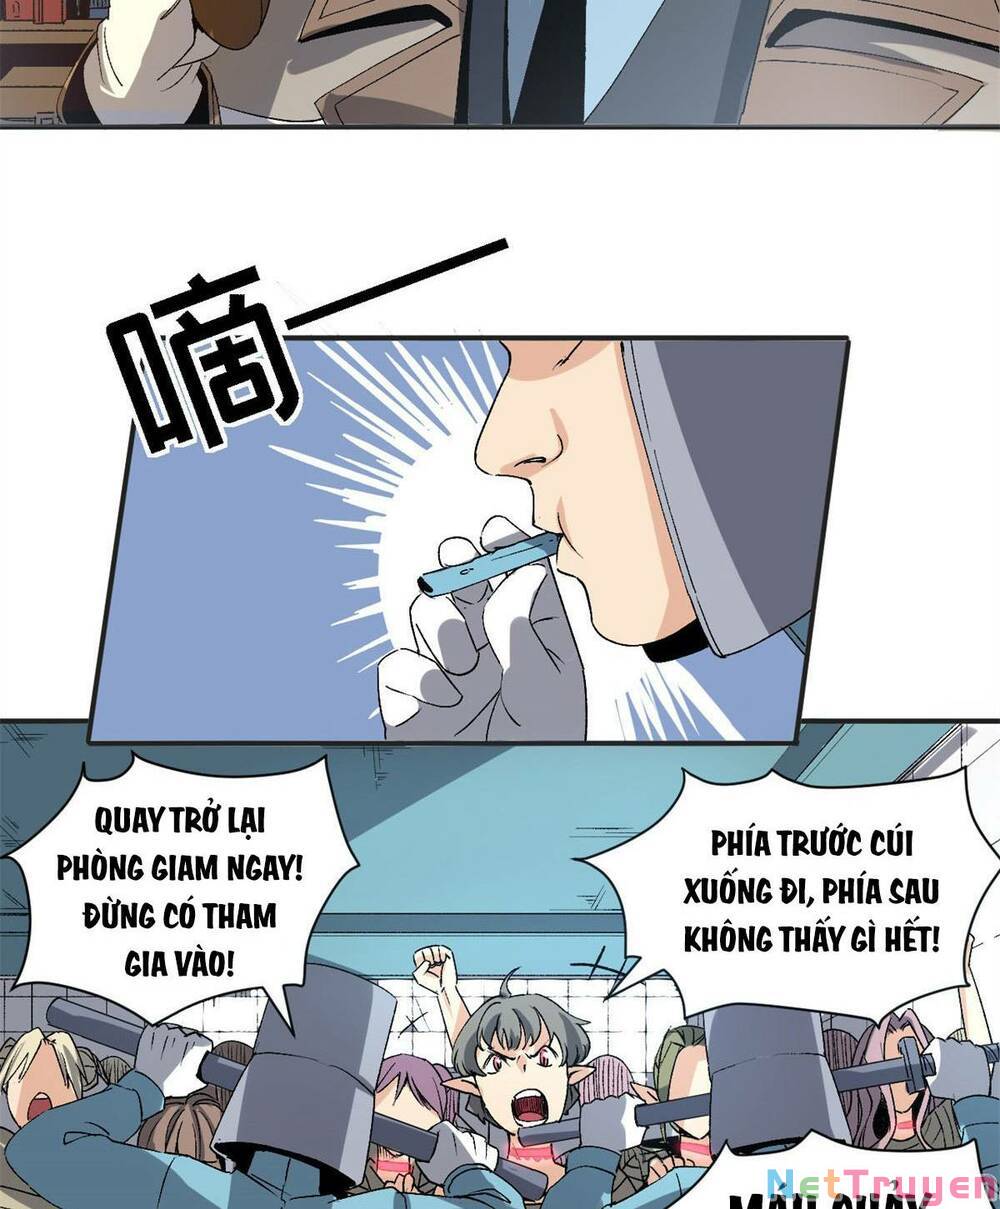 嘀—
QUAY TRỞ LẠI
PHÒNG GIAM NGAY!
ĐỪNG CÓ THAM
GIA VÀO!
PHÍA TRƯỚC CÚI
XUỐNG ĐI, PHÍA SAU
KHÔNG THẤY GÌ HẾT!
NetTruyen